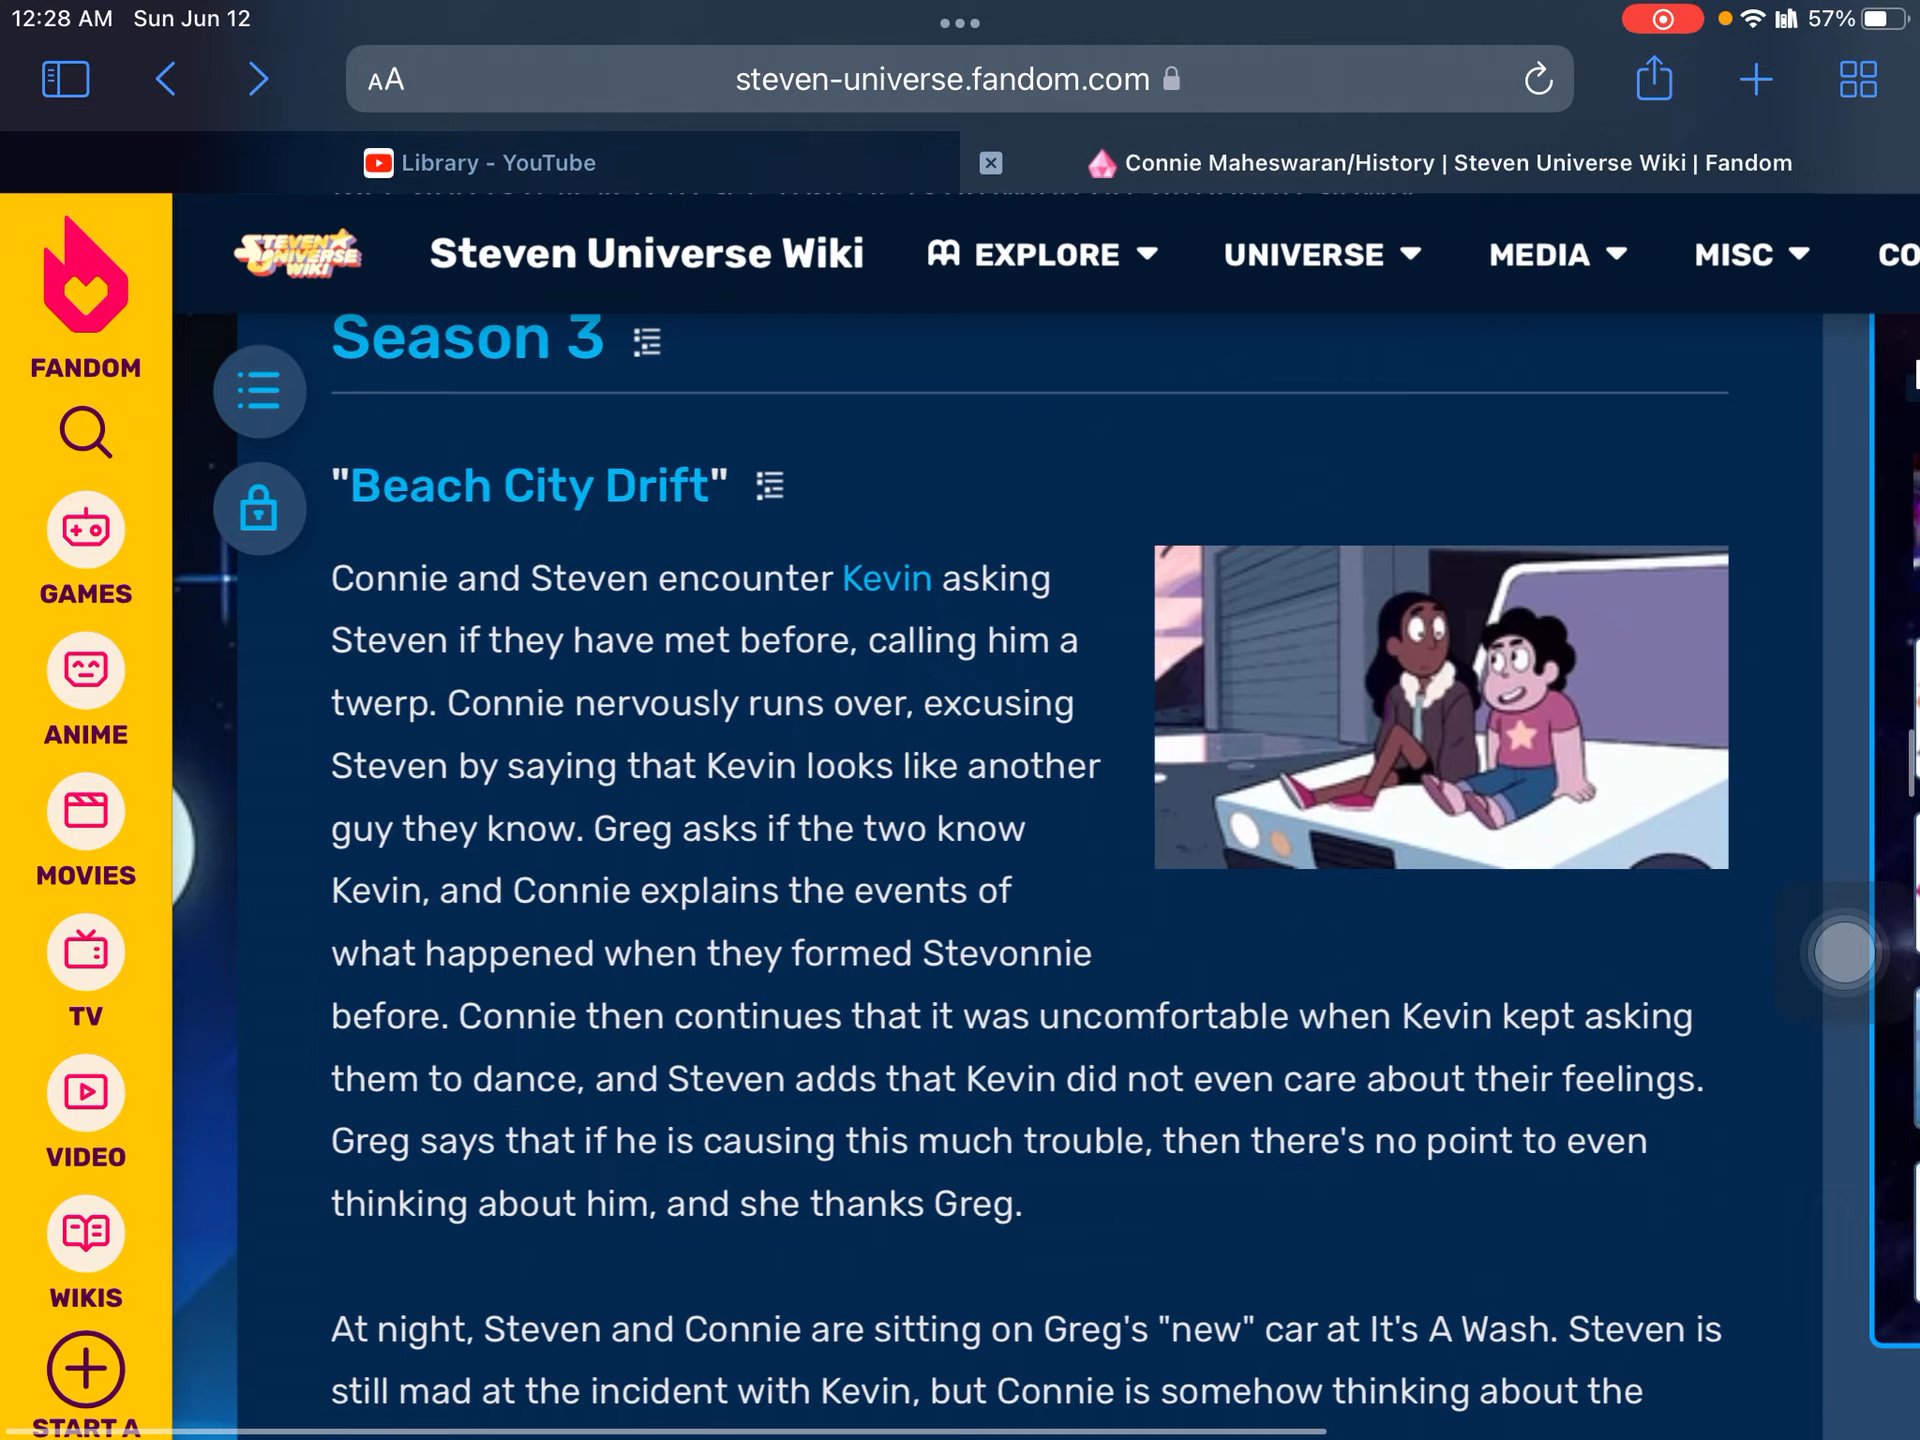 12:28 AM Sun Jun 12
57%
AA
steven-universe.fandom.com
Library - YouTube
Connie Maheswaran/History | Steven Universe Wiki | Fandom
STEVEN UNIVERSE WIKI
Steven Universe Wiki
EXPLORE
UNIVERSE
MEDIA
MISC
CO
FANDOM
GAMES
ANIME
MOVIES
TV
VIDEO
WIKIS
START A
Season 3
"Beach City Drift"
Connie and Steven encounter Kevin asking
Steven if they have met before, calling him a
twerp. Connie nervously runs over, excusing
Steven by saying that Kevin looks like another
guy they know. Greg asks if the two know
Kevin, and Connie explains the events of
what happened when they formed Stevonnie
before. Connie then continues that it was uncomfortable when Kevin kept asking
them to dance, and Steven adds that Kevin did not even care about their feelings.
Greg says that if he is causing this much trouble, then there's no point to even
thinking about him, and she thanks Greg.
At night, Steven and Connie are sitting on Greg's "new" car at It's A Wash. Steven is
still mad at the incident with Kevin, but Connie is somehow thinking about the